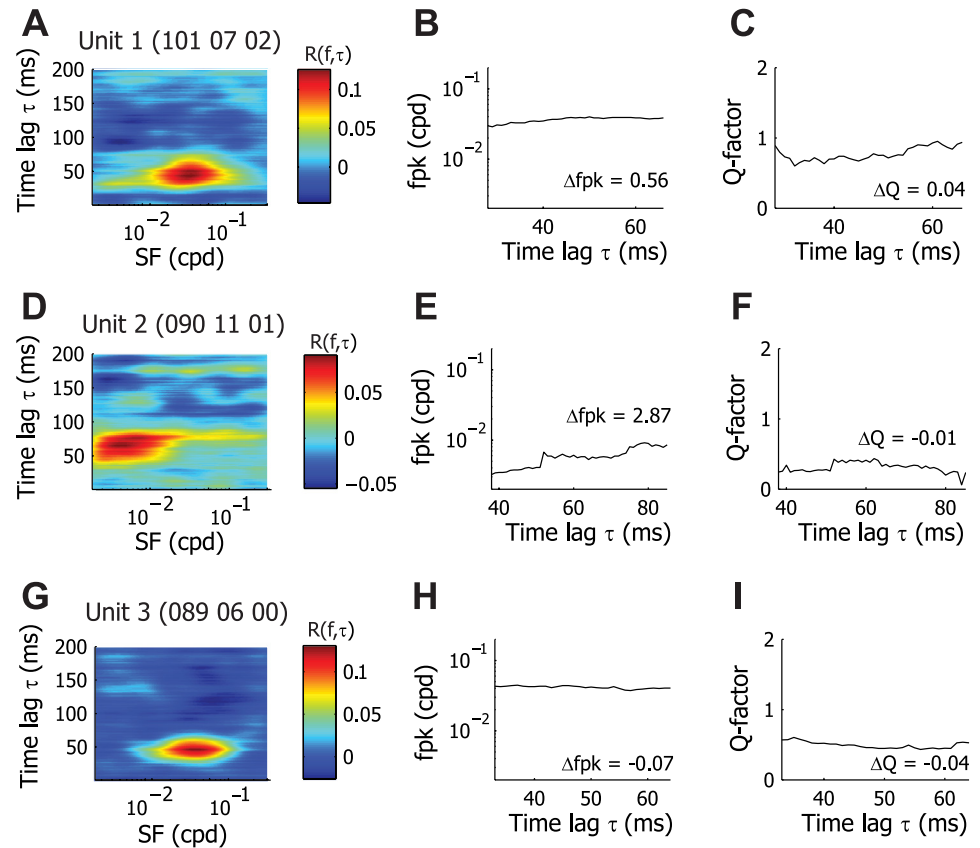 A
Unit 1 (101 07 02)
R(f,τ)
Time lag τ (ms)
200
150
100
50
10⁻²
10⁻¹
SF (cpd)
0.1
0.05
0
B
fpk (cpd)
10⁻¹
10⁻²
Δfpk = 0.56
40
60
Time lag τ (ms)
C
Q-factor
2
1
0
ΔQ = 0.04
40
60
Time lag τ (ms)
D
Unit 2 (090 11 01)
R(f,τ)
Time lag τ (ms)
200
150
100
50
10⁻²
10⁻¹
SF (cpd)
0.05
0
−0.05
E
fpk (cpd)
10⁻¹
10⁻²
Δfpk = 2.87
40
60
80
Time lag τ (ms)
F
Q-factor
2
1
0
ΔQ = -0.01
40
60
80
Time lag τ (ms)
G
Unit 3 (089 06 00)
R(f,τ)
Time lag τ (ms)
200
150
100
50
10⁻²
10⁻¹
SF (cpd)
0.1
0.05
0
H
fpk (cpd)
10⁻¹
10⁻²
Δfpk = -0.07
40
50
60
Time lag τ (ms)
I
Q-factor
2
1
0
ΔQ = -0.04
40
50
60
Time lag τ (ms)